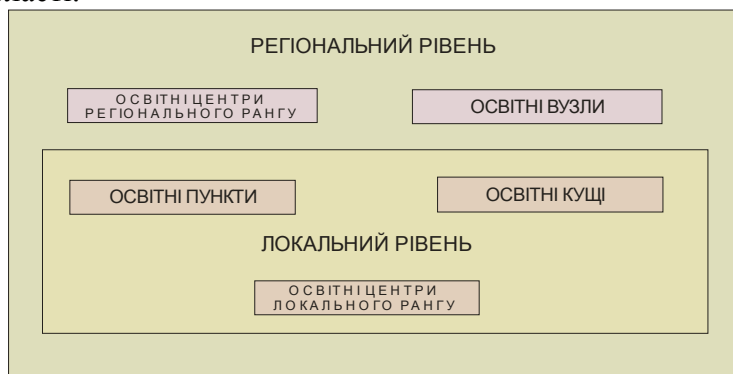 РЕГІОНАЛЬНИЙ РІВЕНЬ
ОСВІТНІ ЦЕНТРИ
РЕГІОНАЛЬНОГО РАНГУ
ОСВІТНІ ВУЗЛИ
ОСВІТНІ ПУНКТИ
ОСВІТНІ КУЩІ
ЛОКАЛЬНИЙ РІВЕНЬ
ОСВІТНІ ЦЕНТРИ
ЛОКАЛЬНОГО РАНГУ